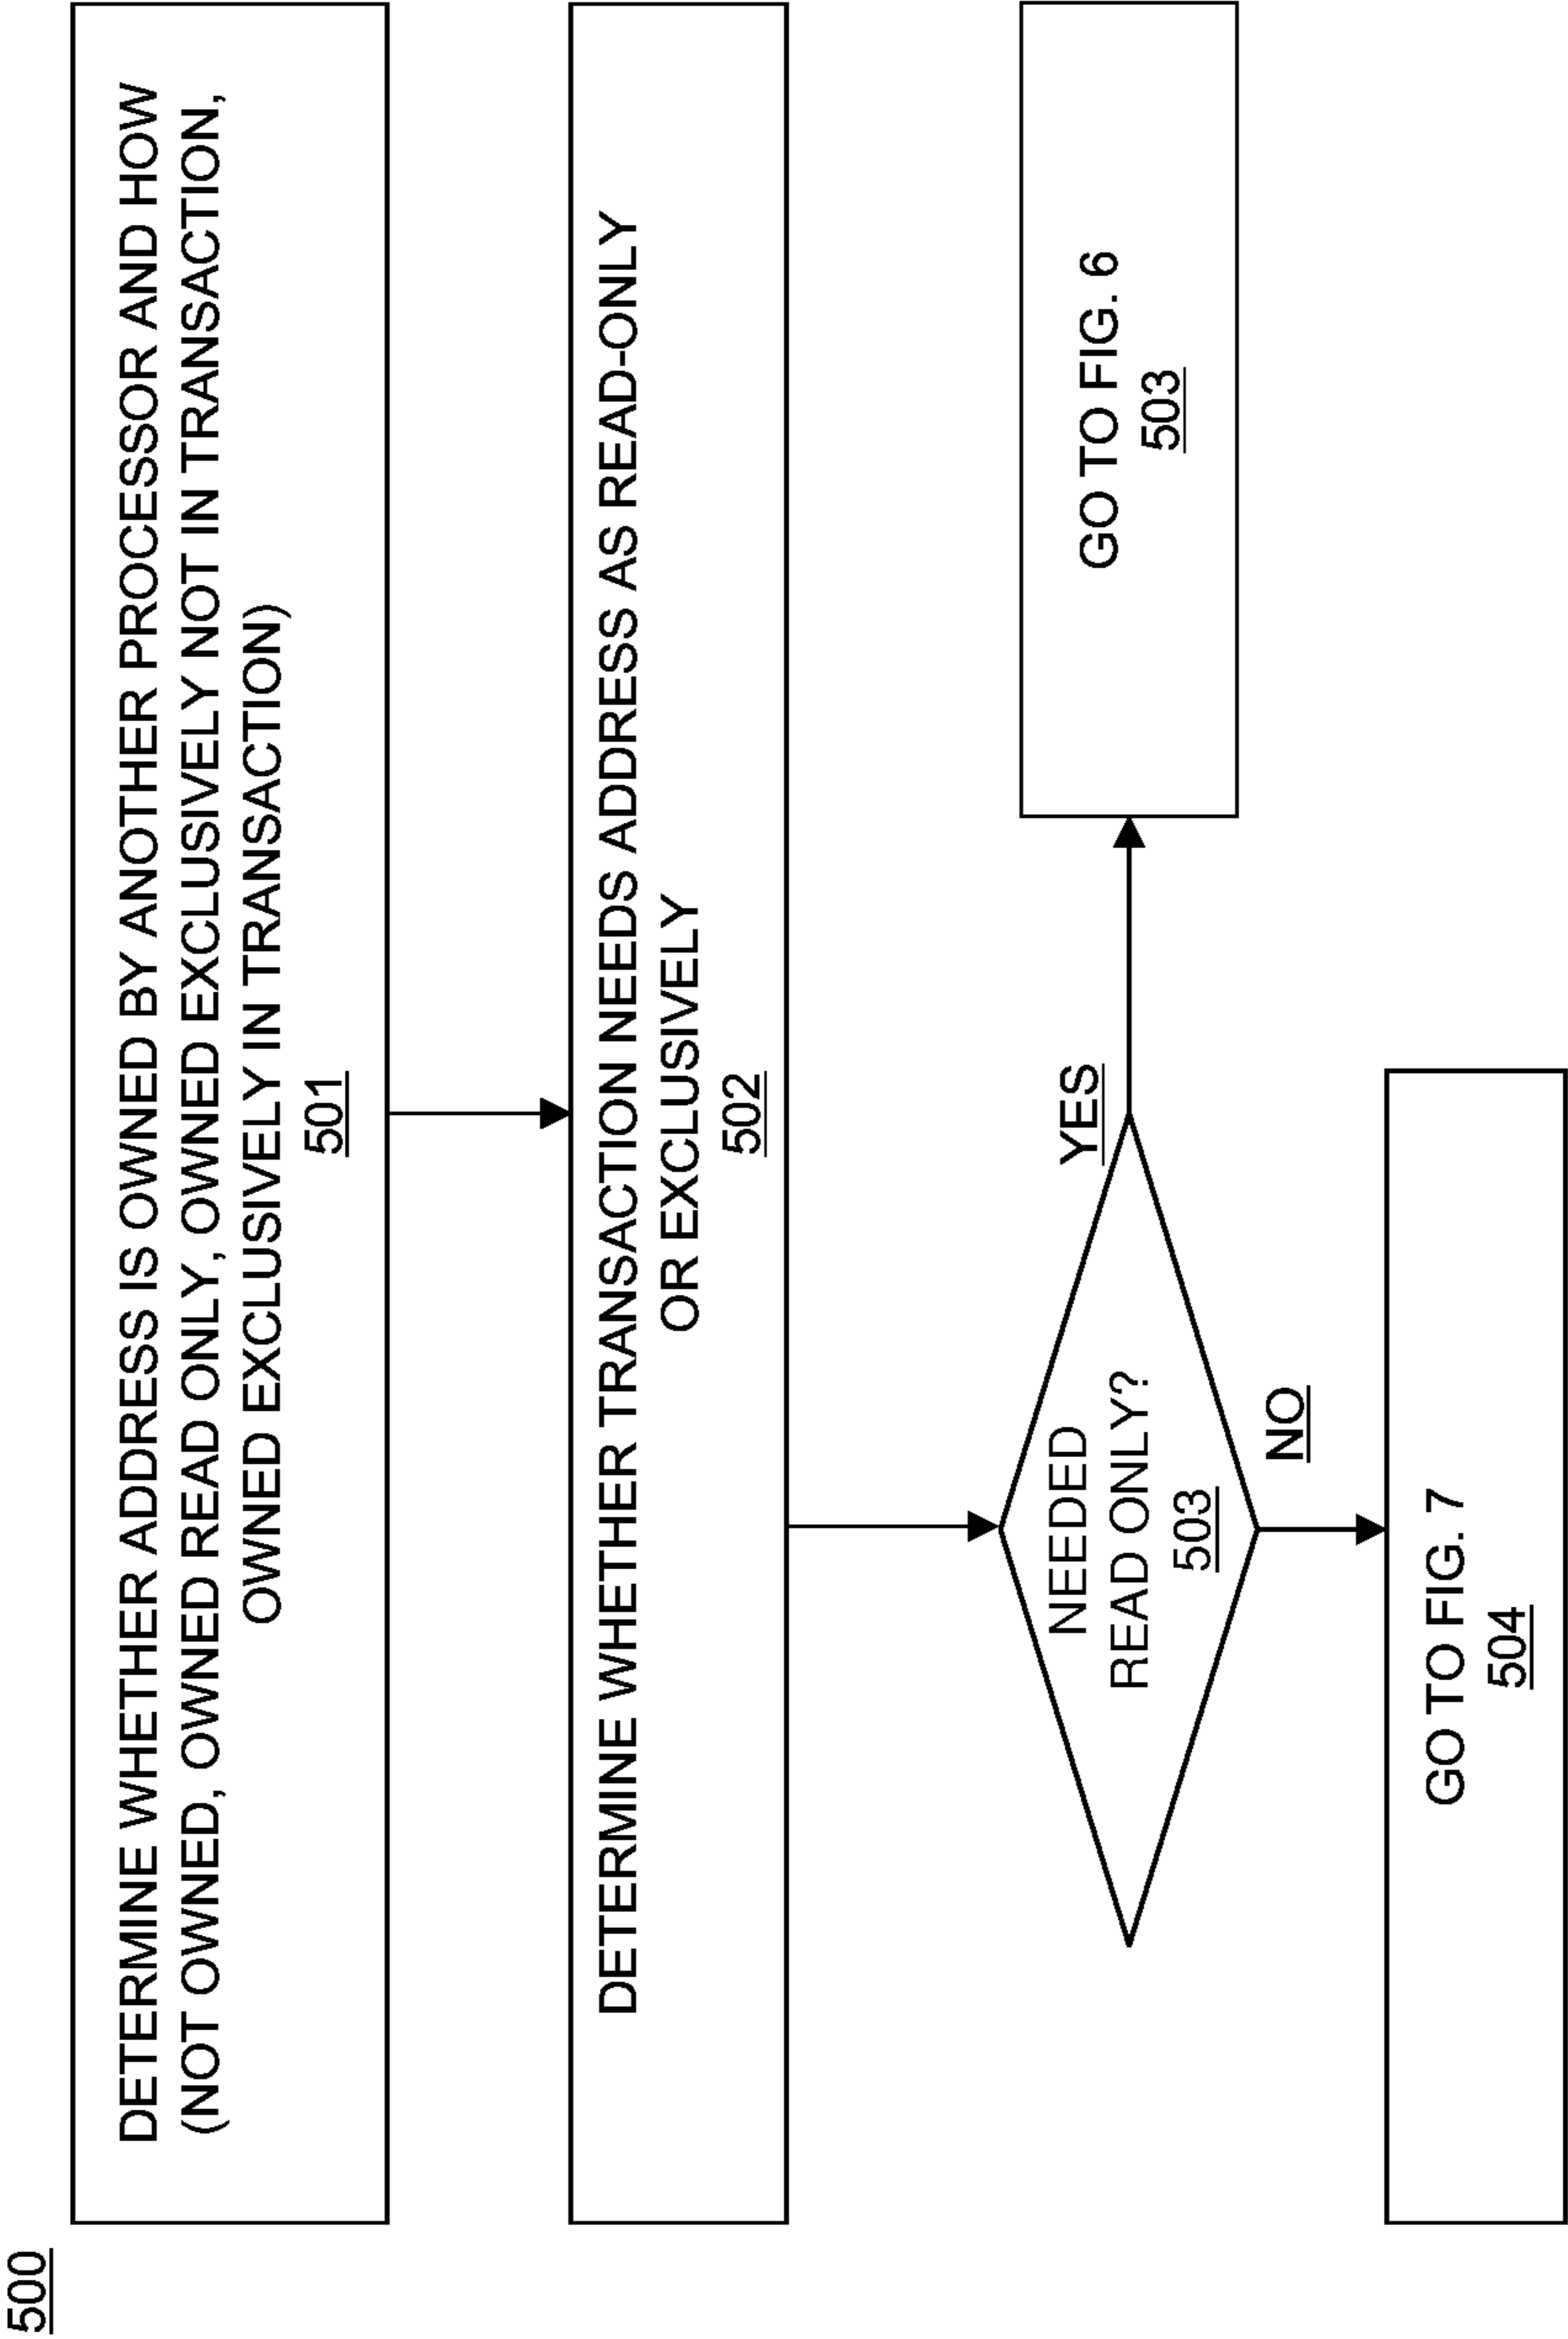 500
DETERMINE WHETHER ADDRESS IS OWNED BY ANOTHER PROCESSOR AND HOW
(NOT OWNED, OWNED READ ONLY, OWNED EXCLUSIVELY NOT IN TRANSACTION,
OWNED EXCLUSIVELY IN TRANSACTION)
501
DETERMINE WHETHER TRANSACTION NEEDS ADDRESS AS READ-ONLY
OR EXCLUSIVELY
502
NEEDED
READ ONLY?
503
YES
GO TO FIG. 6
503
NO
GO TO FIG. 7
504